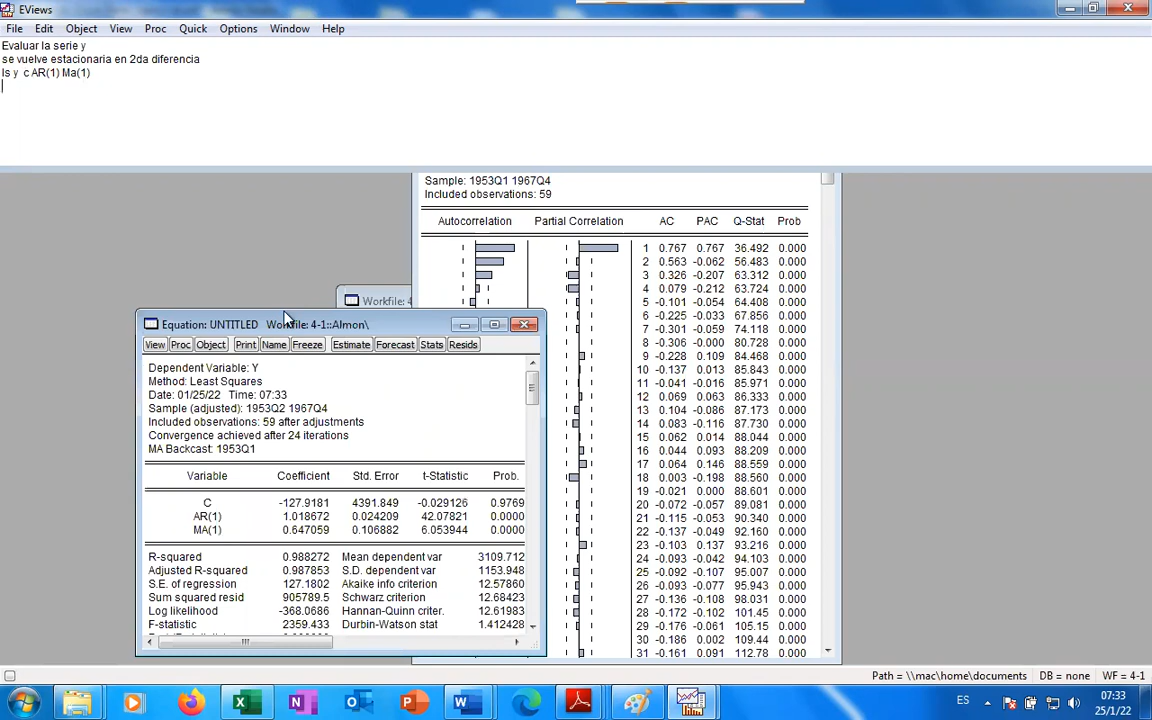 EViews
File Edit Object View Proc Quick Options Window Help
Evaluar la serie y
se vuelve estacionaria en 2da diferencia
ls y c AR(1) Ma(1)
Sample: 1953Q1 1967Q4
Included observations: 59
Autocorrelation Partial Correlation AC PAC Q-Stat Prob
1 0.767 0.767 36.492 0.000
2 0.563 -0.062 56.483 0.000
3 0.326 -0.207 63.312 0.000
4 0.079 -0.212 63.724 0.000
5 -0.101 -0.054 64.408 0.000
6 -0.225 -0.033 67.856 0.000
7 -0.301 -0.059 74.118 0.000
8 -0.306 -0.000 80.728 0.000
9 -0.228 0.109 84.468 0.000
10 -0.137 0.013 85.843 0.000
11 -0.041 -0.016 85.971 0.000
12 0.069 0.063 86.333 0.000
13 0.104 -0.086 87.173 0.000
14 0.083 -0.116 87.730 0.000
15 0.062 0.014 88.044 0.000
16 0.044 0.093 88.209 0.000
17 0.064 0.146 88.559 0.000
18 0.003 -0.198 88.560 0.000
19 -0.021 0.000 88.601 0.000
20 -0.072 -0.057 89.081 0.000
21 -0.115 -0.053 90.340 0.000
22 -0.137 -0.049 92.160 0.000
23 -0.103 0.137 93.216 0.000
24 -0.093 -0.042 94.103 0.000
25 -0.092 -0.107 95.007 0.000
26 -0.093 -0.042 95.967 0.000
27 -0.136 -0.108 98.031 0.000
28 -0.172 -0.102 101.45 0.000
29 -0.176 -0.061 105.15 0.000
30 -0.186 0.002 109.44 0.000
31 -0.161 0.091 112.78 0.000
Workfile: 4
Equation: UNTITLED Workfile: 4-1::Almon\
View Proc Object Print Name Freeze Estimate Forecast Stats Resids
Dependent Variable: Y
Method: Least Squares
Date: 01/25/22 Time: 07:33
Sample (adjusted): 1953Q2 1967Q4
Included observations: 59 after adjustments
Convergence achieved after 24 iterations
MA Backcast: 1953Q1
Variable Coefficient Std. Error t-Statistic Prob.
C -127.9181 4391.849 -0.029126 0.9769
AR(1) 1.018672 0.024209 42.07821 0.0000
MA(1) 0.647059 0.106882 6.053944 0.0000
R-squared 0.988272 Mean dependent var 3109.712
Adjusted R-squared 0.987853 S.D. dependent var 1153.948
S.E. of regression 127.1802 Akaike info criterion 12.57860
Sum squared resid 905789.5 Schwarz criterion 12.68423
Log likelihood -368.0686 Hannan-Quinn criter. 12.61983
F-statistic 2359.433 Durbin-Watson stat 1.412428
Path = \\mac\home\documents DB = none WF = 4-1
ES
07:33
25/1/22